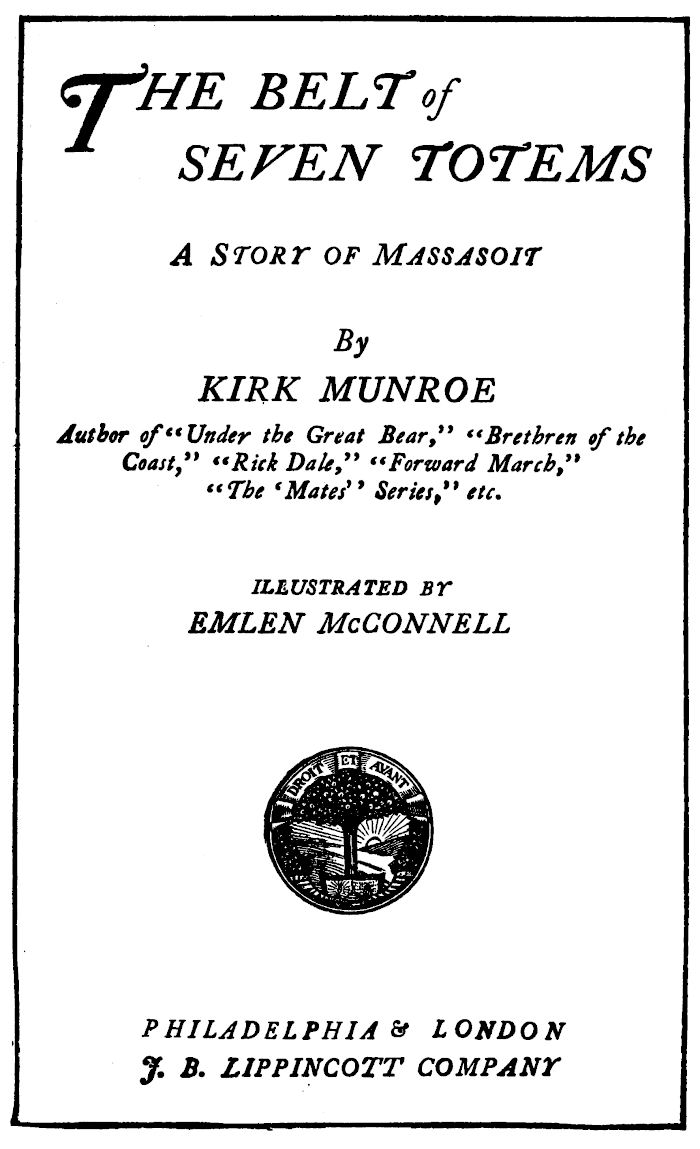 THE BELT of
SEVEN TOTEMS
A STORY OF MASSASOIT
By
KIRK MUNROE
Author of “Under the Great Bear,” “Brethren of the
Coast,” “Rick Dale,” “Forward March,”
“The ‘Mates’ Series,” etc.
ILLUSTRATED BY
EMLEN McCONNELL
DROIT ET AVANT
PHILADELPHIA & LONDON
J. B. LIPPINCOTT COMPANY